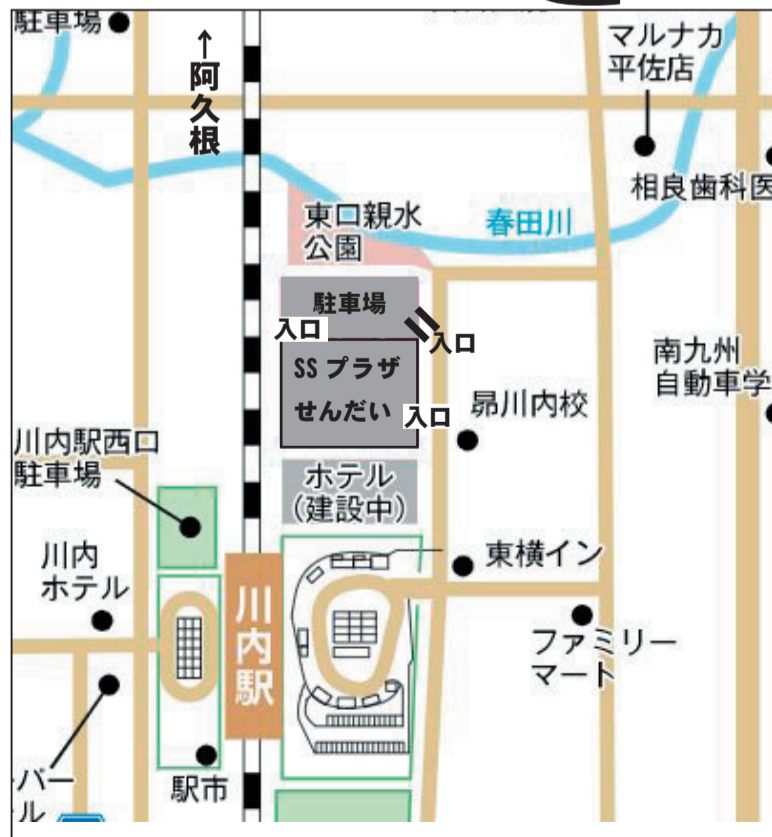 駐車場
↑阿久根
マルナカ
平佐店
相良歯科医
東口親水
公園
春田川
駐車場
入口
入口
SSプラザ
せんだい
入口
南九州
自動車学
昴川内校
川内駅西口
駐車場
ホテル
(建設中)
川内
ホテル
東横イン
川内駅
ファミリー
マート
駅市
ーバー
ル